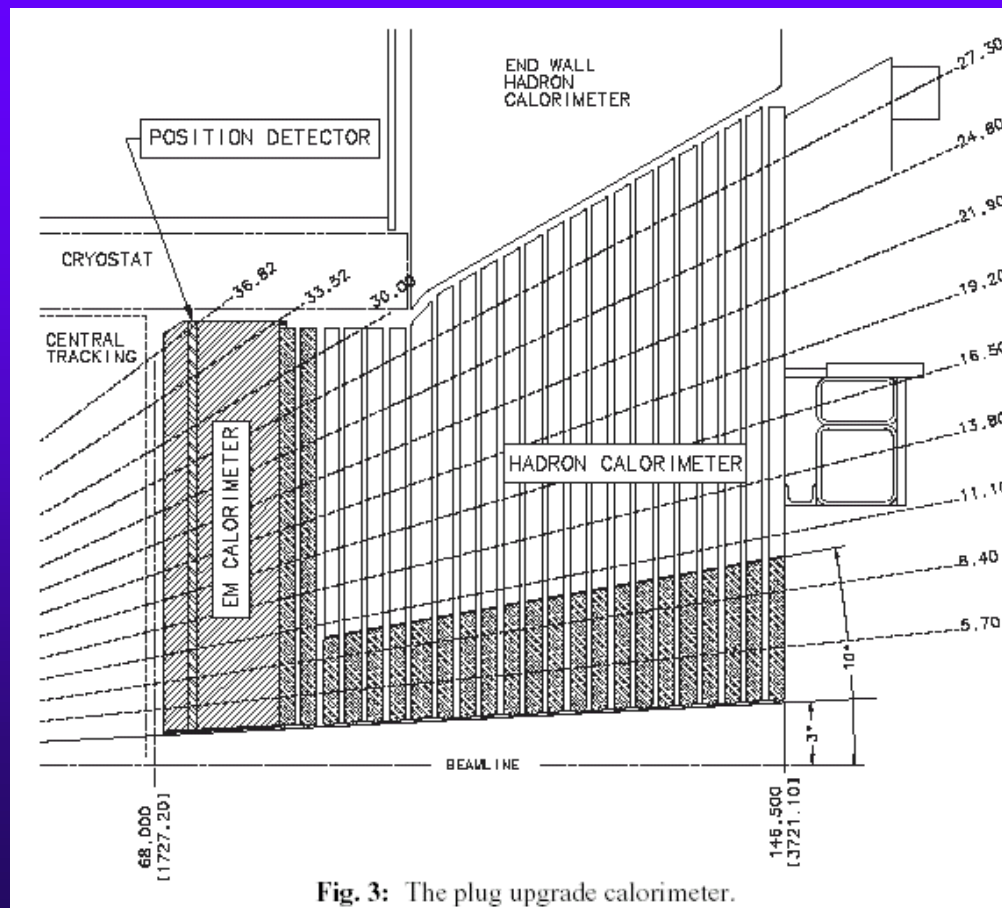 END WALL
HADRON
CALORIMETER
27.30
POSITION DETECTOR
24.80
21.90
CRYOSTAT
36.82
33.52
30.00
19.20
CENTRAL
TRACKING
16.50
13.80
HADRON CALORIMETER
EM CALORIMETER
11.10
8.40
5.70
10°
3°
BEAMLINE
68.000
[1727.20]
146.500
[3721.10]
Fig. 3: The plug upgrade calorimeter.